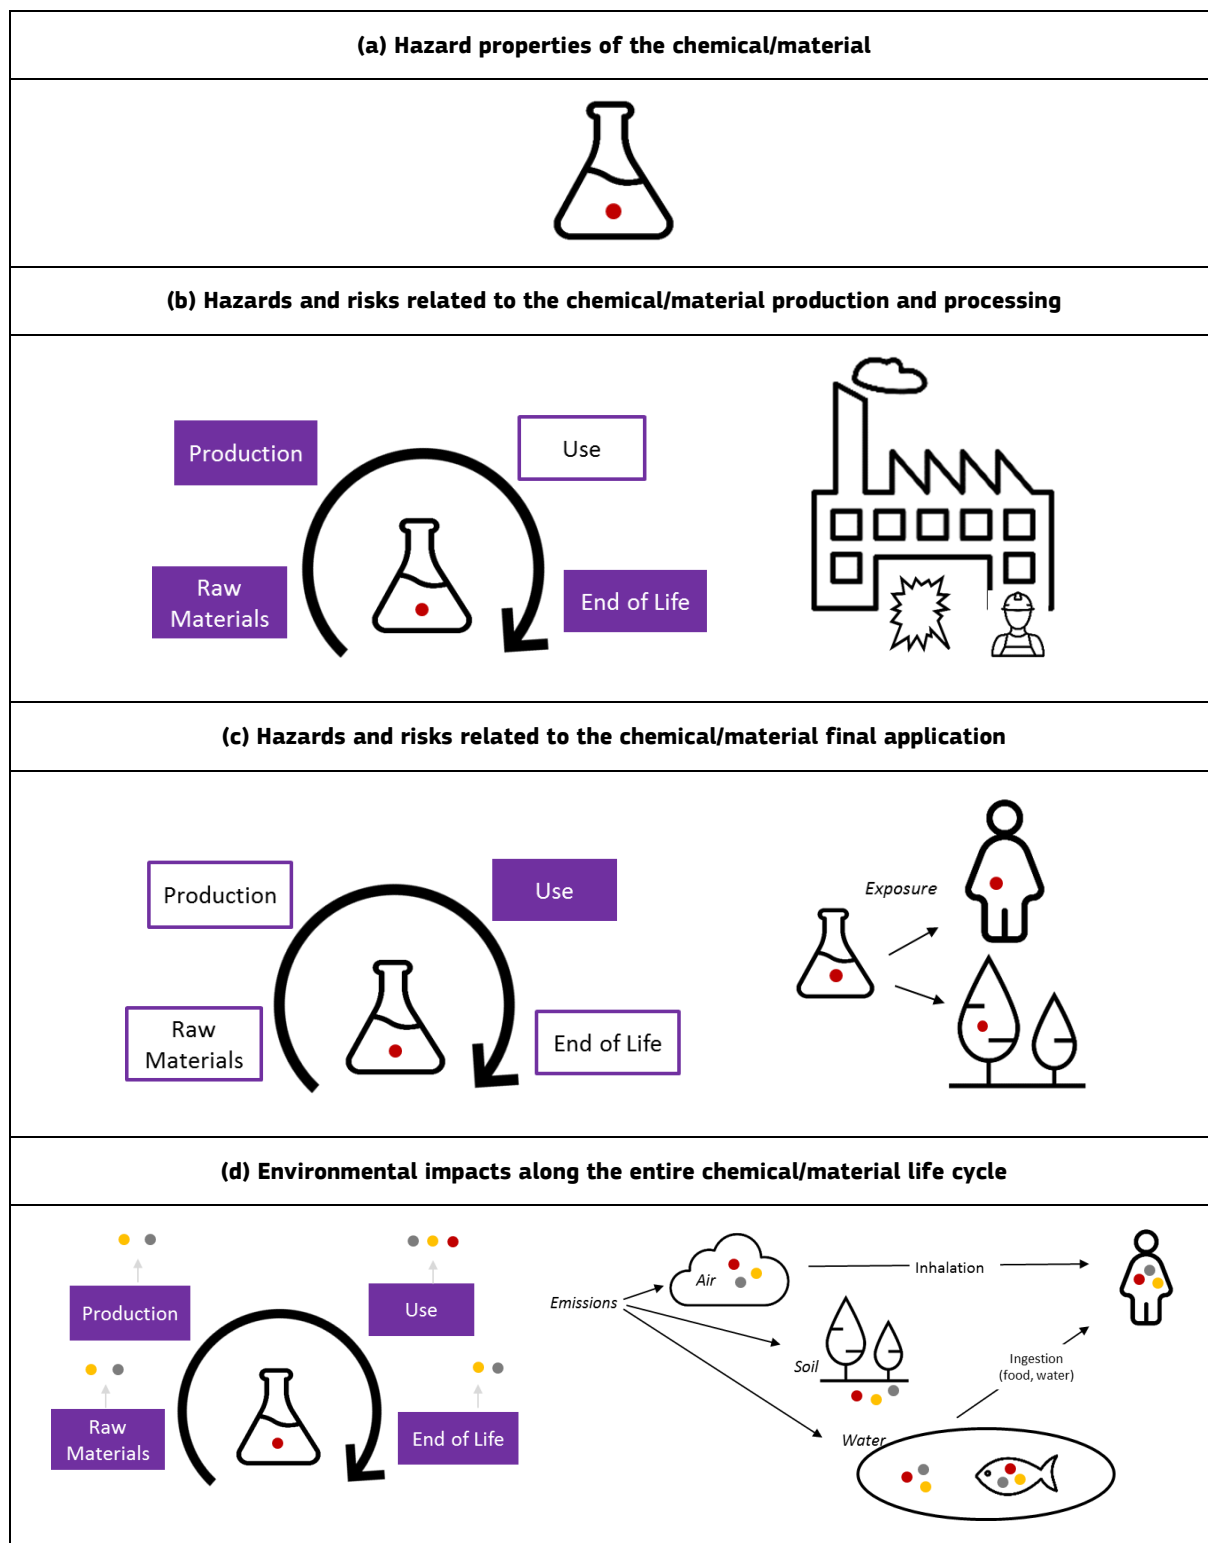 (a) Hazard properties of the chemical/material
(b) Hazards and risks related to the chemical/material production and processing
Production
Use
Raw
Materials
End of Life
(c) Hazards and risks related to the chemical/material final application
Production
Use
Raw
Materials
End of Life
Exposure
(d) Environmental impacts along the entire chemical/material life cycle
Production
Use
Raw
Materials
End of Life
Emissions
Air
Inhalation
Soil
Ingestion
(food, water)
Water